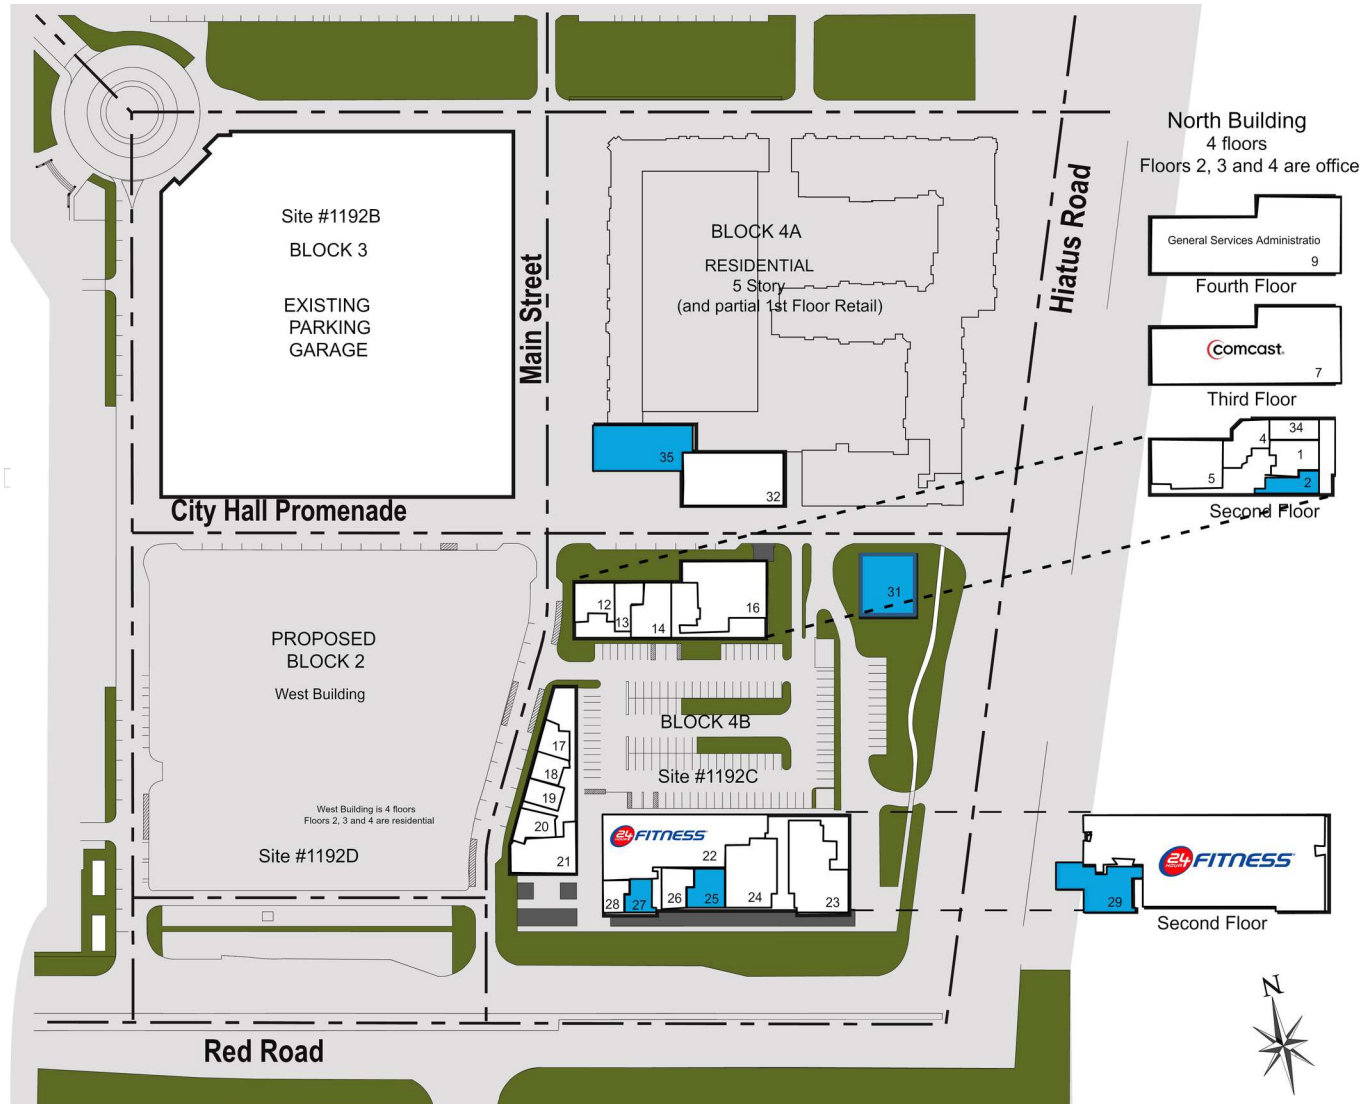 North Building
4 floors
Floors 2, 3 and 4 are office
General Services Administratio
9
Fourth Floor
comcast.
7
Third Floor
34
4
1
5
2
Second Floor
Site #1192B
BLOCK 3
EXISTING
PARKING
GARAGE
Main Street
BLOCK 4A
RESIDENTIAL
5 Story
(and partial 1st Floor Retail)
Hiatus Road
35
32
City Hall Promenade
12
13
14
16
31
PROPOSED
BLOCK 2
West Building
West Building is 4 floors
Floors 2, 3 and 4 are residential
Site #1192D
BLOCK 4B
Site #1192C
17
18
19
20
21
24 HOUR FITNESS
22
28
27
26
25
24
23
24 HOUR FITNESS
29
Second Floor
N
Red Road